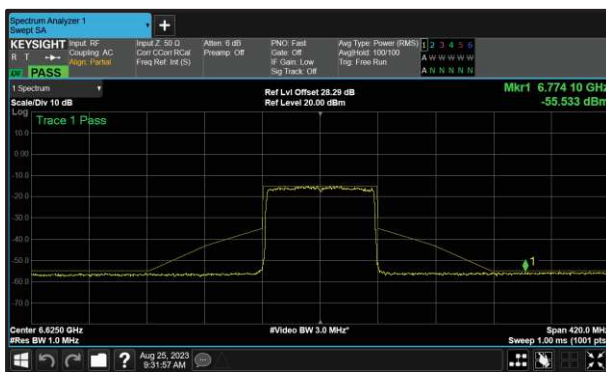 Spectrum Analyzer 1
Swept SA
KEYSIGHT
R T
PASS
Input: RF
Coupling: AC
Align: Partial
Input Z: 50 Ω
Corr CCorr RCal
Freq Ref: Int (S)
Atten: 6 dB
Preamp: Off
PNO: Fast
Gate: Off
IF Gain: Low
Sig Track: Off
Avg Type: Power (RMS)
Avg|Hold: 100/100
Trig: Free Run
1 2 3 4 5 6
A W W W W W
A N N N N N
1 Spectrum
Scale/Div 10 dB
Ref Lvl Offset 28.29 dB
Ref Level 20.00 dBm
Mkr1 6.774 10 GHz
-55.533 dBm
Log
Trace 1 Pass
10.0
0.00
-10.0
-20.0
-30.0
-40.0
-50.0
-60.0
-70.0
1
Center 6.6250 GHz
#Res BW 1.0 MHz
#Video BW 3.0 MHz*
Span 420.0 MHz
Sweep 1.00 ms (1001 pts)
?
Aug 25, 2023
9:31:57 AM